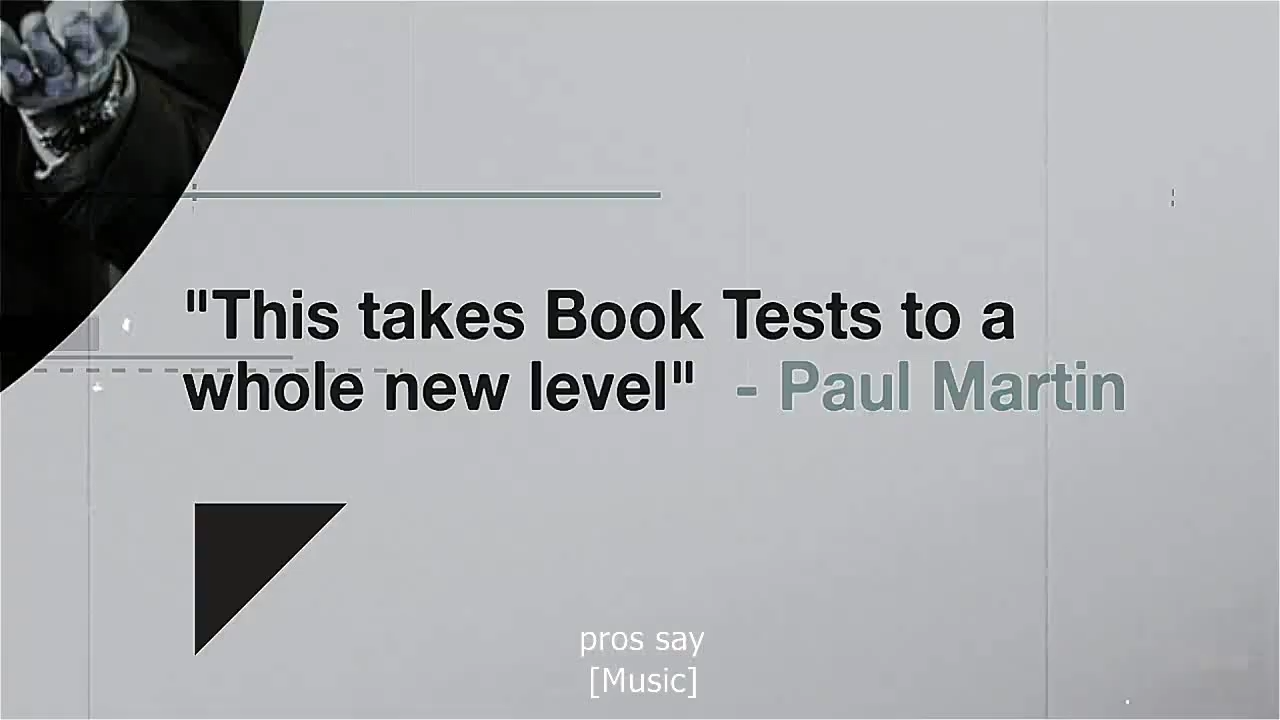 "This takes Book Tests to a
whole new level" - Paul Martin
pros say
[Music]